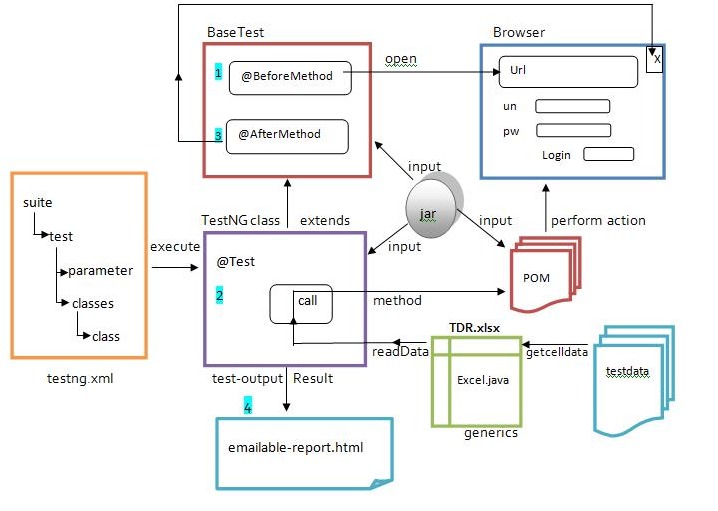 BaseTest
Browser
1
@BeforeMethod
open
Url
X
3
@AfterMethod
un
pw
Login
input
suite
test
parameter
classes
class
testng.xml
execute
TestNG class
extends
jar
input
input
perform action
@Test
2
call
method
POM
readData
TDR.xlsx
Excel.java
generics
getcelldata
testdata
test-output
Result
4
emailable-report.html